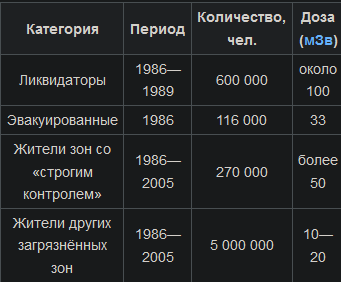 Категория Период Количество, чел. Доза (мЗв)
Ликвидаторы 1986—1989 600 000 около 100
Эвакуированные 1986 116 000 33
Жители зон со «строгим контролем» 1986—2005 270 000 более 50
Жители других загрязнённых зон 1986—2005 5 000 000 10—20